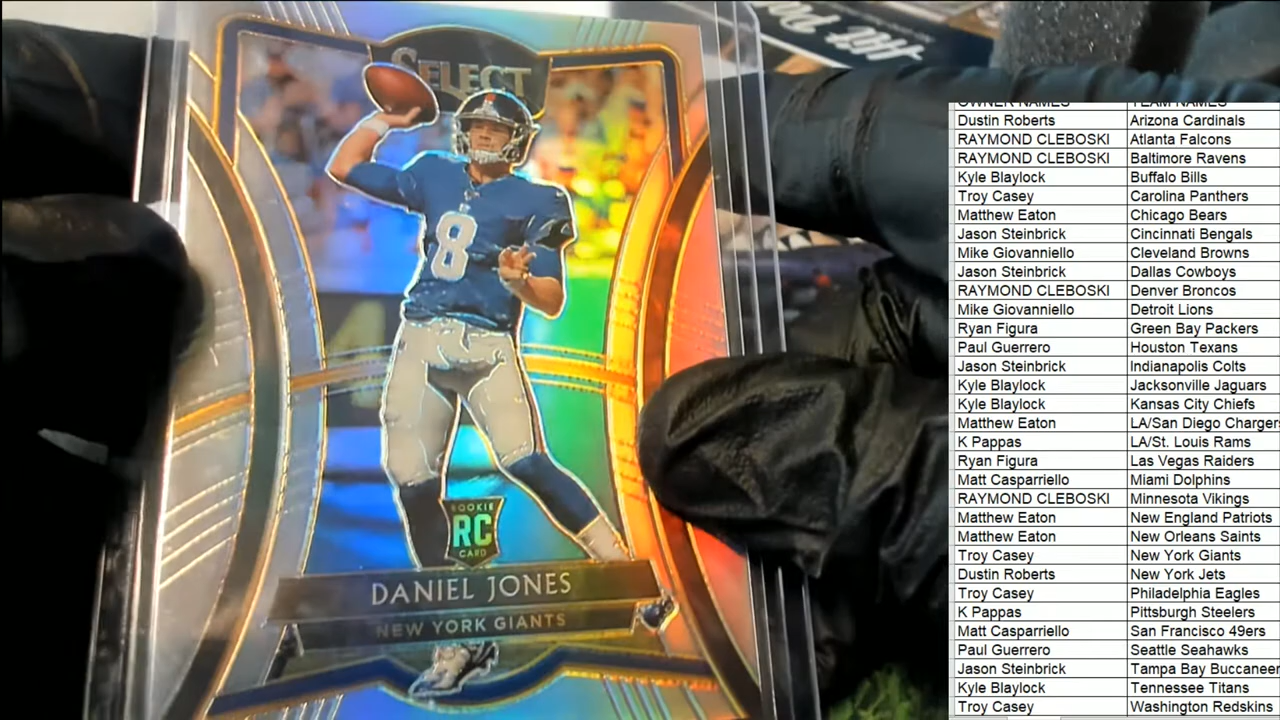 SELECT
8
ROOKIE
RC
CARD
DANIEL JONES
NEW YORK GIANTS
OWNER NAMES TEAM NAMES
Dustin Roberts Arizona Cardinals
RAYMOND CLEBOSKI Atlanta Falcons
RAYMOND CLEBOSKI Baltimore Ravens
Kyle Blaylock Buffalo Bills
Troy Casey Carolina Panthers
Matthew Eaton Chicago Bears
Jason Steinbrick Cincinnati Bengals
Mike Giovanniello Cleveland Browns
Jason Steinbrick Dallas Cowboys
RAYMOND CLEBOSKI Denver Broncos
Mike Giovanniello Detroit Lions
Ryan Figura Green Bay Packers
Paul Guerrero Houston Texans
Jason Steinbrick Indianapolis Colts
Kyle Blaylock Jacksonville Jaguars
Kyle Blaylock Kansas City Chiefs
Matthew Eaton LA/San Diego Chargers
K Pappas LA/St. Louis Rams
Ryan Figura Las Vegas Raiders
Matt Casparriello Miami Dolphins
RAYMOND CLEBOSKI Minnesota Vikings
Matthew Eaton New England Patriots
Matthew Eaton New Orleans Saints
Troy Casey New York Giants
Dustin Roberts New York Jets
Troy Casey Philadelphia Eagles
K Pappas Pittsburgh Steelers
Matt Casparriello San Francisco 49ers
Paul Guerrero Seattle Seahawks
Jason Steinbrick Tampa Bay Buccaneer
Kyle Blaylock Tennessee Titans
Troy Casey Washington Redskins